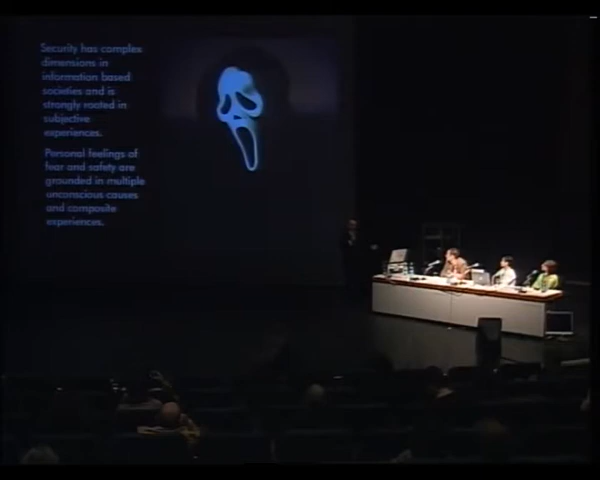 Security has complex
dimensions in
information based
societies and is
strongly rooted in
subjective
experiences.
Personal feelings of
fear and safety are
grounded in multiple
unconscious causes
and composite
experiences.